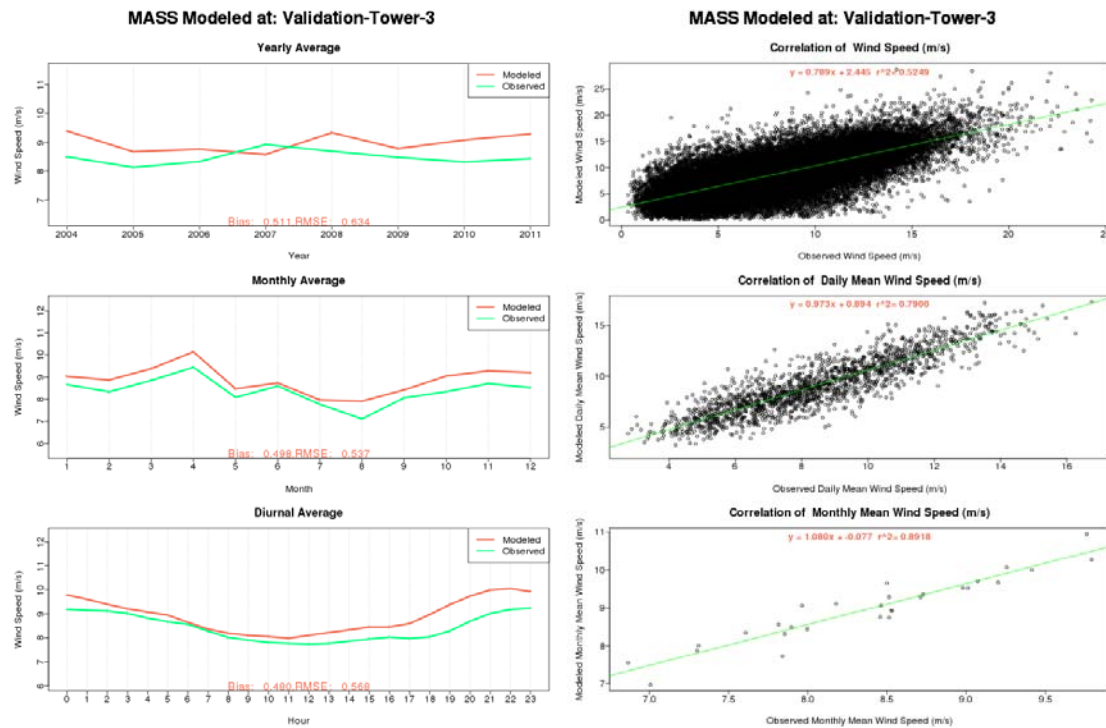 MASS Modeled at: Validation-Tower-3
Yearly Average
Modeled
Observed
Wind Speed (m/s)
11
10
9
8
7
Bias: 0.511 RMSE: 0.634
2004 2005 2006 2007 2008 2009 2010 2011
Year
Monthly Average
Modeled
Observed
Wind Speed (m/s)
12
11
10
9
8
7
6
Bias: 0.498 RMSE: 0.537
1 2 3 4 5 6 7 8 9 10 11 12
Month
Diurnal Average
Modeled
Observed
Wind Speed (m/s)
12
11
10
9
8
7
6
Bias: 0.480 RMSE: 0.568
0 1 2 3 4 5 6 7 8 9 10 11 12 13 14 15 16 17 18 19 20 21 22 23
Hour
MASS Modeled at: Validation-Tower-3
Correlation of Wind Speed (m/s)
y = 0.789x + 2.445 r^2= 0.5249
Modeled Wind Speed (m/s)
25
20
15
10
5
0
0 5 10 15 20
Observed Wind Speed (m/s)
Correlation of Daily Mean Wind Speed (m/s)
y = 0.973x + 0.894 r^2= 0.7900
Modeled Daily Mean Wind Speed (m/s)
15
10
5
4 6 8 10 12 14 16
Observed Daily Mean Wind Speed (m/s)
Correlation of Monthly Mean Wind Speed (m/s)
y = 1.080x + -0.077 r^2= 0.8918
Modeled Monthly Mean Wind Speed (m/s)
11
10
9
8
7
7.0 7.5 8.0 8.5 9.0 9.5
Observed Monthly Mean Wind Speed (m/s)